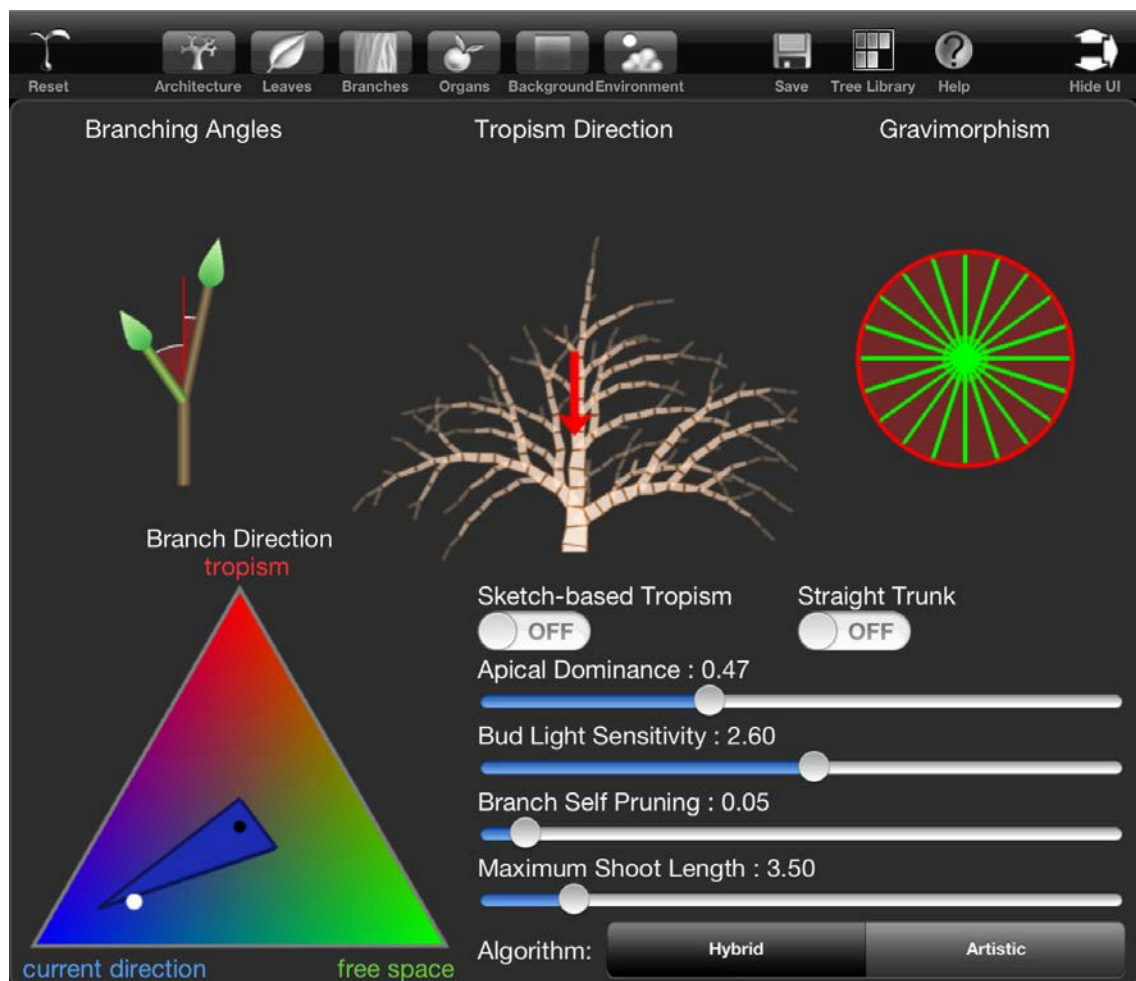 Reset Architecture Leaves Branches Organs Background Environment Save Tree Library Help Hide UI
Branching Angles Tropism Direction Gravimorphism
Branch Direction
tropism
Sketch-based Tropism Straight Trunk
OFF OFF
Apical Dominance : 0.47
Bud Light Sensitivity : 2.60
Branch Self Pruning : 0.05
Maximum Shoot Length : 3.50
Algorithm: Hybrid Artistic
current direction free space